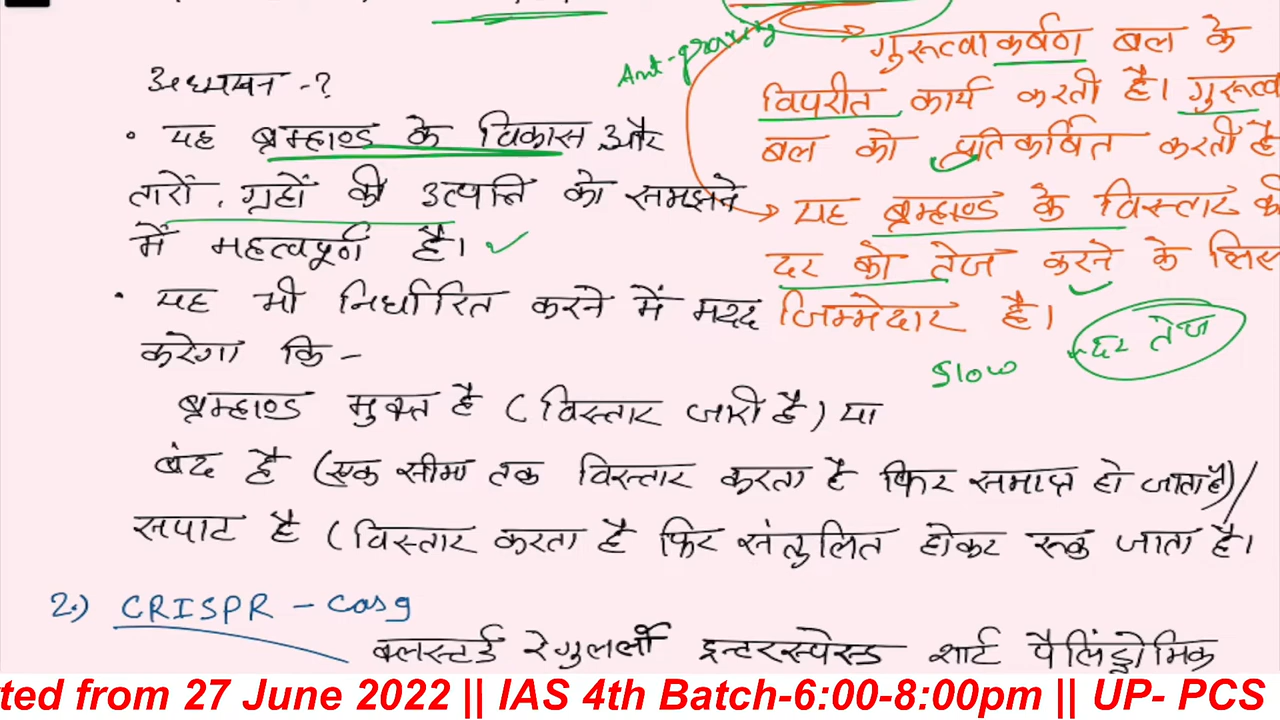 अध्ययन -?
• यह ब्रम्हाण्ड के विकास और
तारों, ग्रहों की उत्पत्ति को समझने
में महत्वपूर्ण है।
• यह भी निर्धारित करने में मदद
करेगा कि –
ब्रम्हाण्ड मुक्त है (विस्तार जारी है) या
बंद है (एक सीमा तक विस्तार करता है फिर समाप्त हो जाता है) /
सपाट है (विस्तार करता है फिर संतुलित होकर रूक जाता है।
Ant-gravity
गुरूत्वाकर्षण बल के
विपरीत कार्य करती है। गुरूत्व
बल को प्रतिकर्षित करती है
→ यह ब्रम्हाण्ड के विस्तार की
दर को तेज करने के लिए
जिम्मेदार है।
Slow
दर तेज
2.) CRISPR – cas9
क्लस्टर्ड रेगुलर्ली इन्टरस्पेस्ड शार्ट पैलिंड्रोमिक
ted from 27 June 2022 || IAS 4th Batch-6:00-8:00pm || UP- PCS